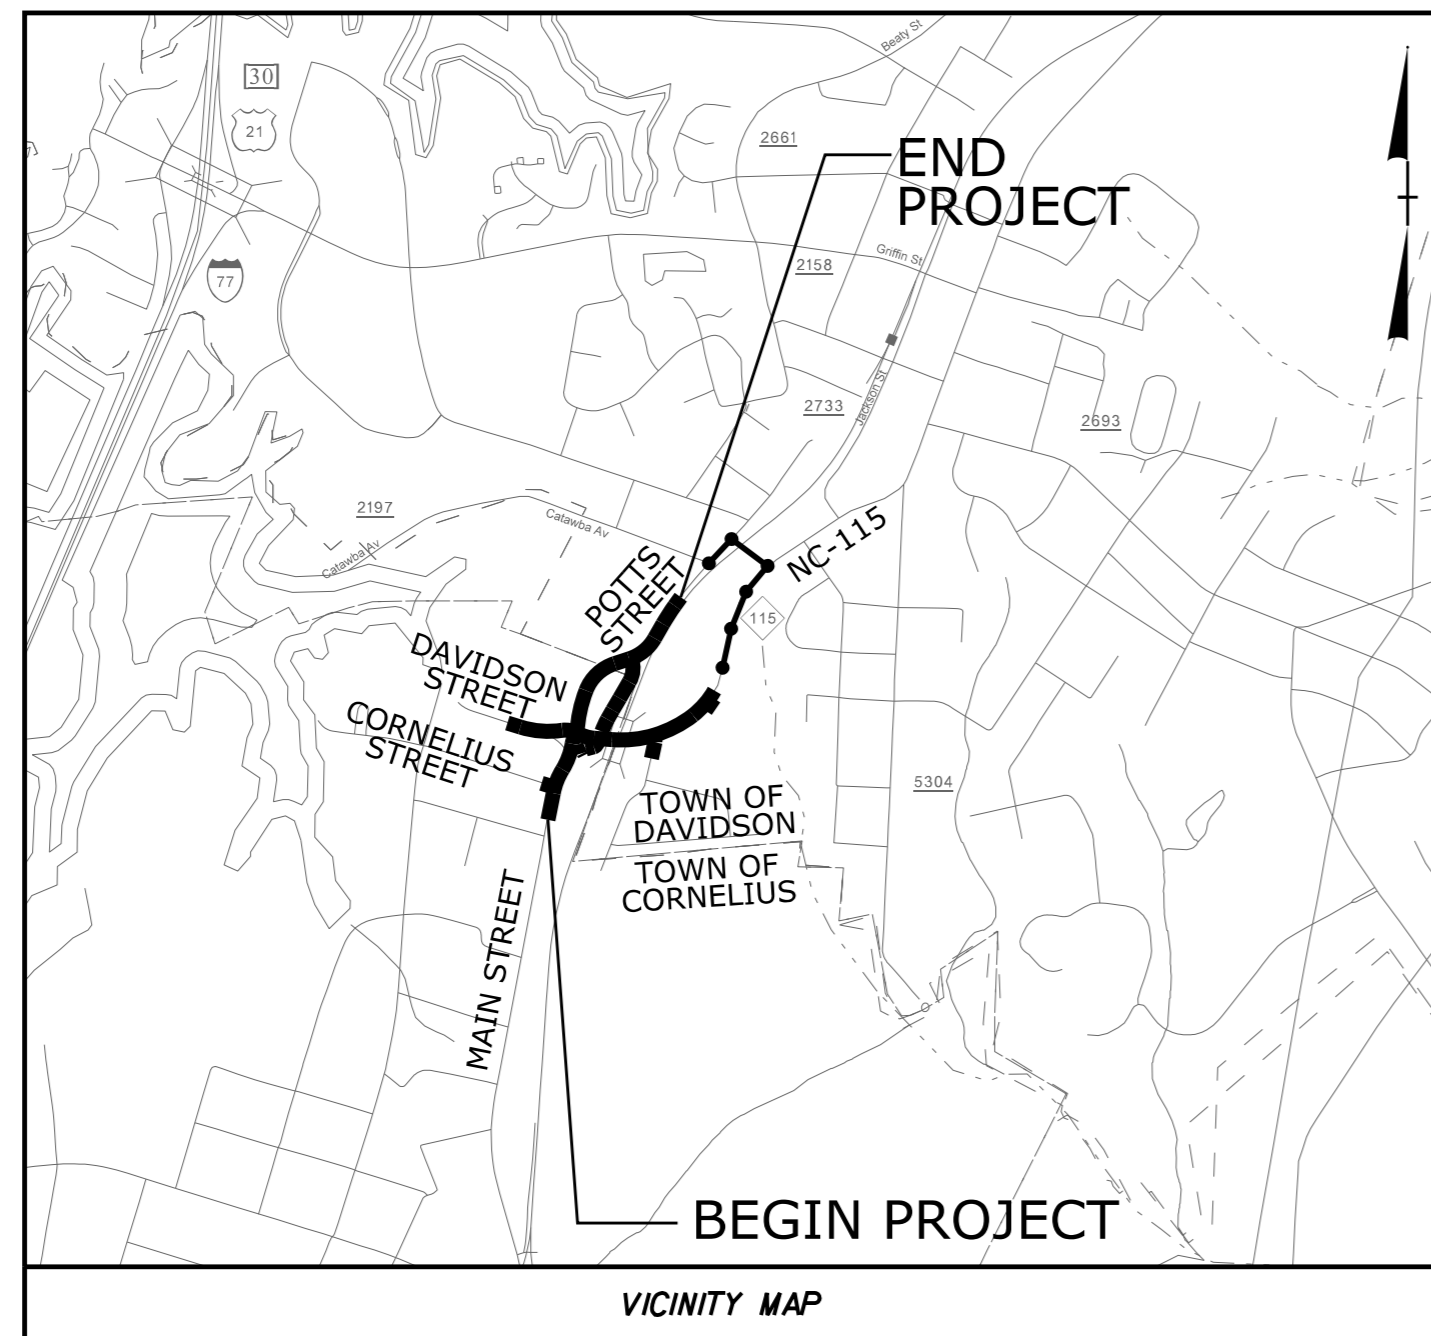 Beaty St
30
21
2661
END
PROJECT
Griffin St
2158
77
Jackson St
2733
2693
2197
Catawba Av
Catawba Av
NC-115
POTTS
STREET
115
DAVIDSON
STREET
CORNELIUS
STREET
5304
TOWN OF
DAVIDSON
TOWN OF
CORNELIUS
MAIN STREET
BEGIN PROJECT
VICINITY MAP